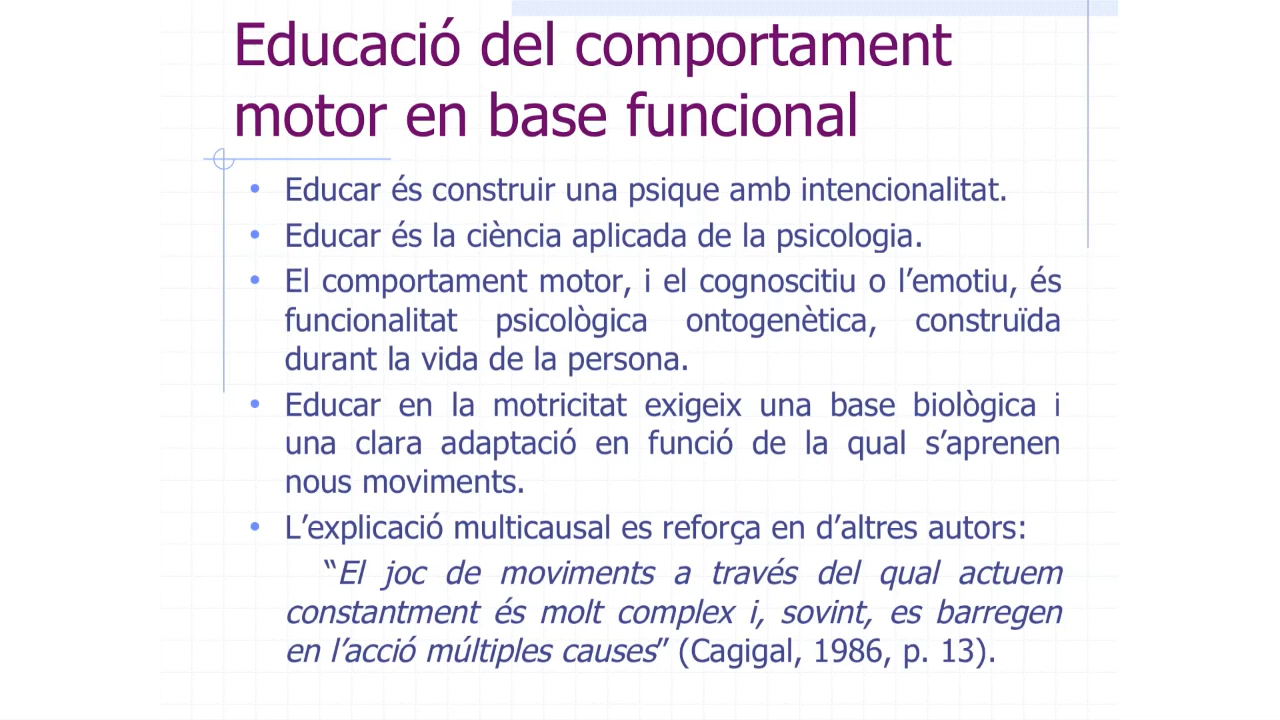 Educació del comportament
motor en base funcional
• Educar és construir una psique amb intencionalitat.
• Educar és la ciència aplicada de la psicologia.
• El comportament motor, i el cognoscitiu o l’emotiu, és
funcionalitat psicològica ontogenètica, construïda
durant la vida de la persona.
• Educar en la motricitat exigeix una base biològica i
una clara adaptació en funció de la qual s’aprenen
nous moviments.
• L’explicació multicausal es reforça en d’altres autors:
“El joc de moviments a través del qual actuem
constantment és molt complex i, sovint, es barregen
en l’acció múltiples causes” (Cagigal, 1986, p. 13).